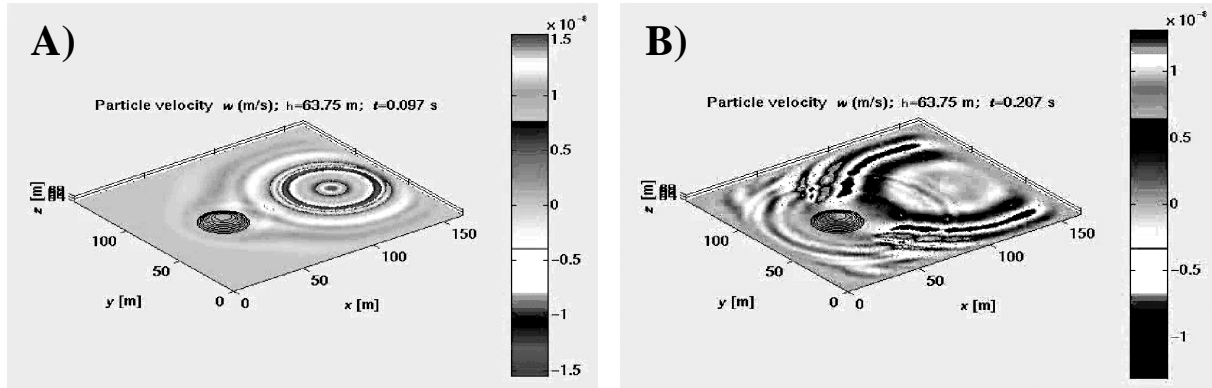 A)
× 10⁻⁸
Particle velocity w (m/s); h=63.75 m; t=0.097 s
1.5
1
0.5
0
−0.5
−1
−1.5
z [m]
100
50
0
y [m]
0
50
100
150
x [m]
B)
× 10⁻⁸
Particle velocity w (m/s); h=63.75 m; t=0.207 s
1
0.5
0
−0.5
−1
z [m]
100
50
0
y [m]
0
50
100
150
x [m]